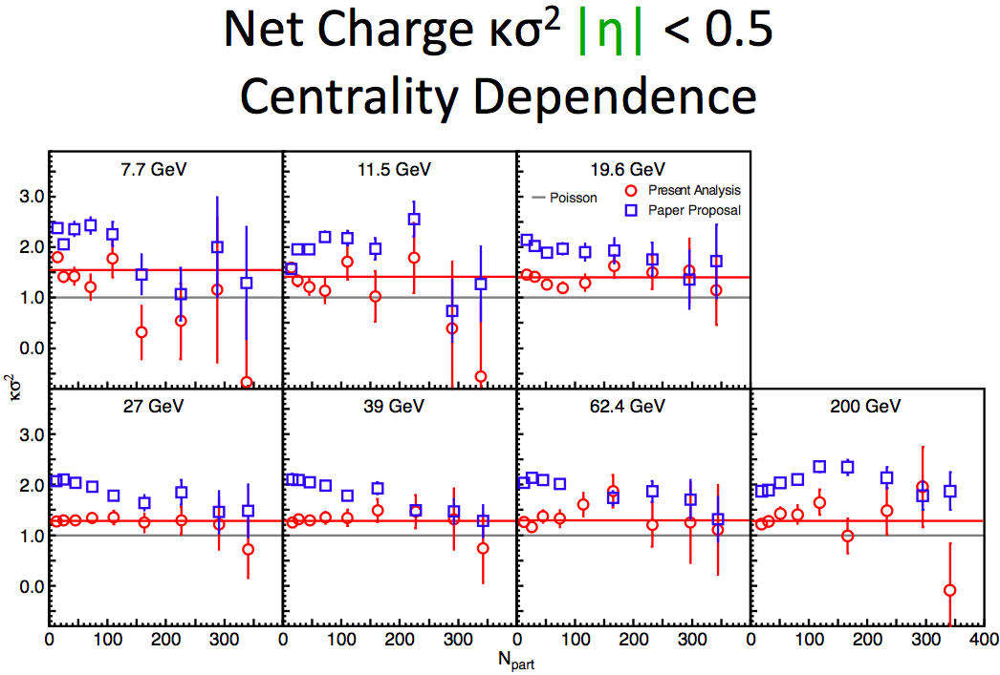 Net Charge κσ² |η| < 0.5
Centrality Dependence
7.7 GeV
11.5 GeV
19.6 GeV
Poisson
Present Analysis
Paper Proposal
3.0
2.0
1.0
0.0
κσ²
27 GeV
39 GeV
62.4 GeV
200 GeV
3.0
2.0
1.0
0.0
0 100 200 300 0 100 200 300 0 100 200 300 0 100 200 300 400
Npart